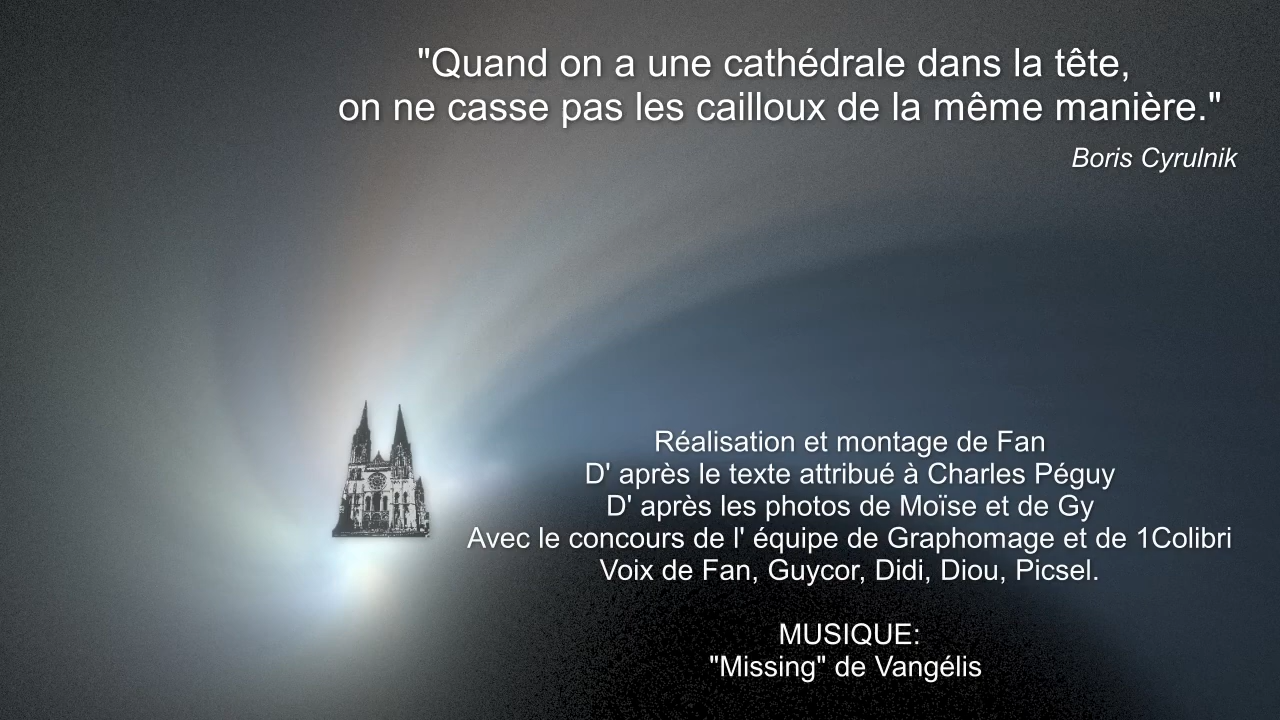 "Quand on a une cathédrale dans la tête,
on ne casse pas les cailloux de la même manière."
Boris Cyrulnik
Réalisation et montage de Fan
D' après le texte attribué à Charles Péguy
D' après les photos de Moïse et de Gy
Avec le concours de l' équipe de Graphomage et de 1Colibri
Voix de Fan, Guycor, Didi, Diou, Picsel.
MUSIQUE:
"Missing" de Vangélis